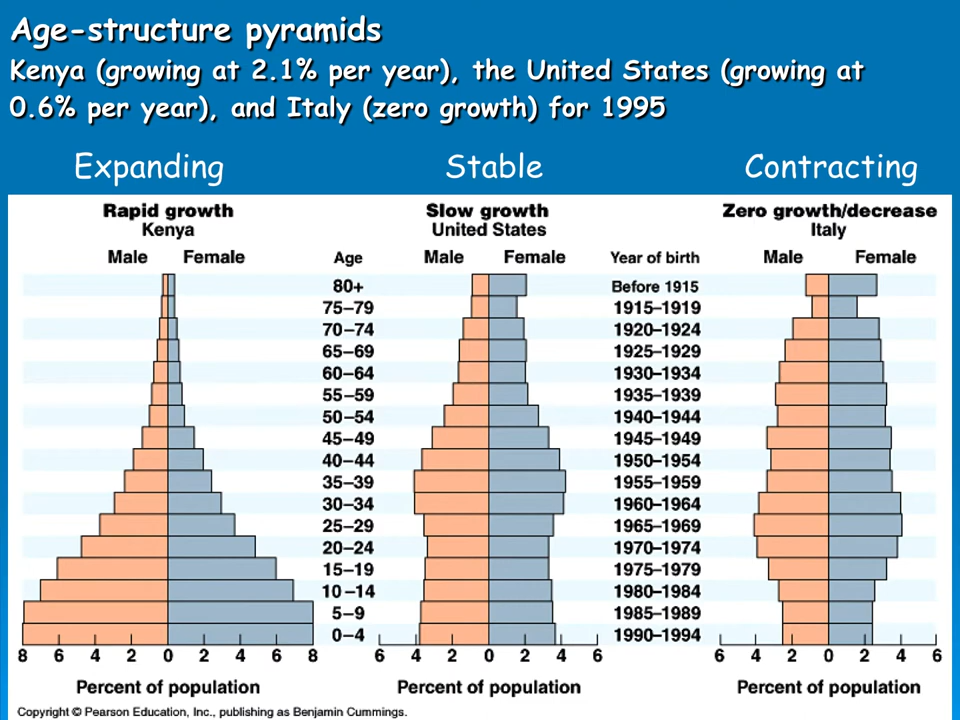 Age-structure pyramids
Kenya (growing at 2.1% per year), the United States (growing at
0.6% per year), and Italy (zero growth) for 1995
Expanding Stable Contracting
Rapid growth Slow growth Zero growth/decrease
Kenya United States Italy
Male Female Age Male Female Year of birth Male Female
80+ Before 1915
75–79 1915–1919
70–74 1920–1924
65–69 1925–1929
60–64 1930–1934
55–59 1935–1939
50–54 1940–1944
45–49 1945–1949
40–44 1950–1954
35–39 1955–1959
30–34 1960–1964
25–29 1965–1969
20–24 1970–1974
15–19 1975–1979
10–14 1980–1984
5–9 1985–1989
0–4 1990–1994
8 6 4 2 0 2 4 6 8 6 4 2 0 2 4 6 6 4 2 0 2 4 6
Percent of population Percent of population Percent of population
Copyright © Pearson Education, Inc., publishing as Benjamin Cummings.